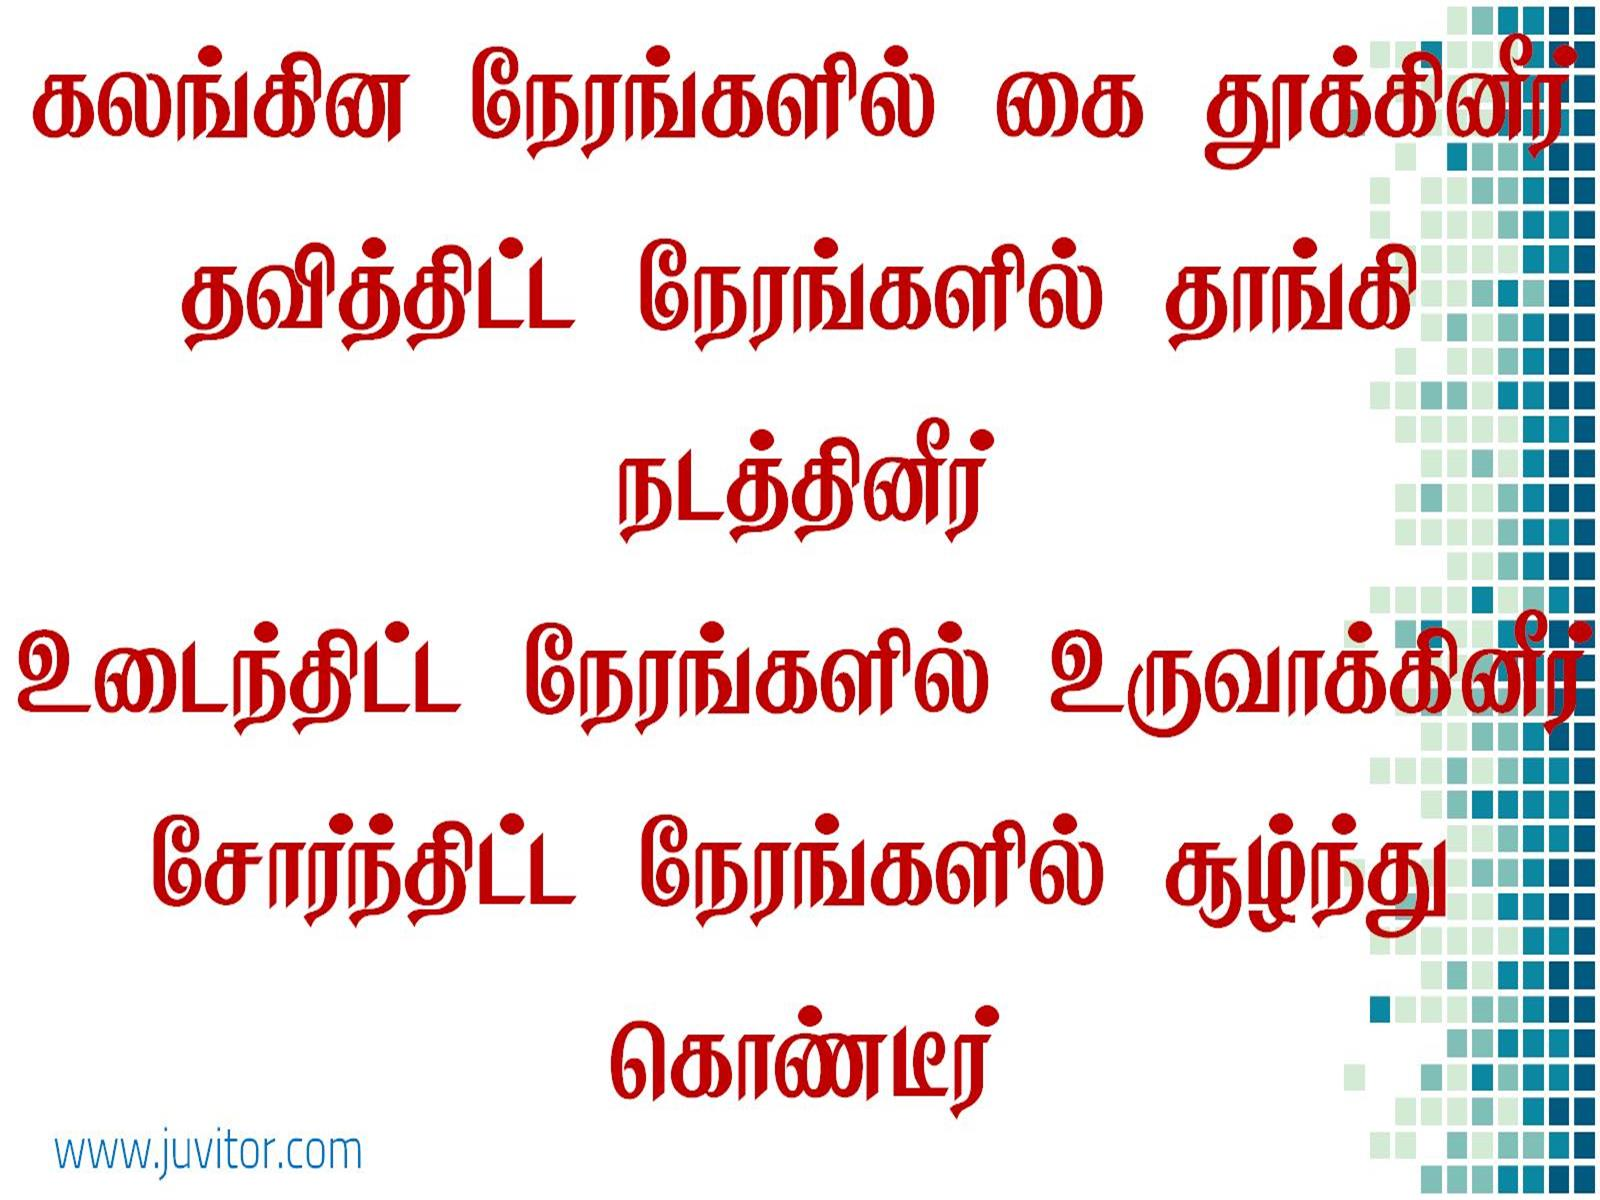 கலங்கின நேரங்களில் கை தூக்கினீர்
தவித்திட்ட நேரங்களில் தாங்கி
நடத்தினீர்
உடைந்திட்ட நேரங்களில் உருவாக்கினீர்
சோர்ந்திட்ட நேரங்களில் சூழ்ந்து
கொண்டீர்
www.juvitor.com